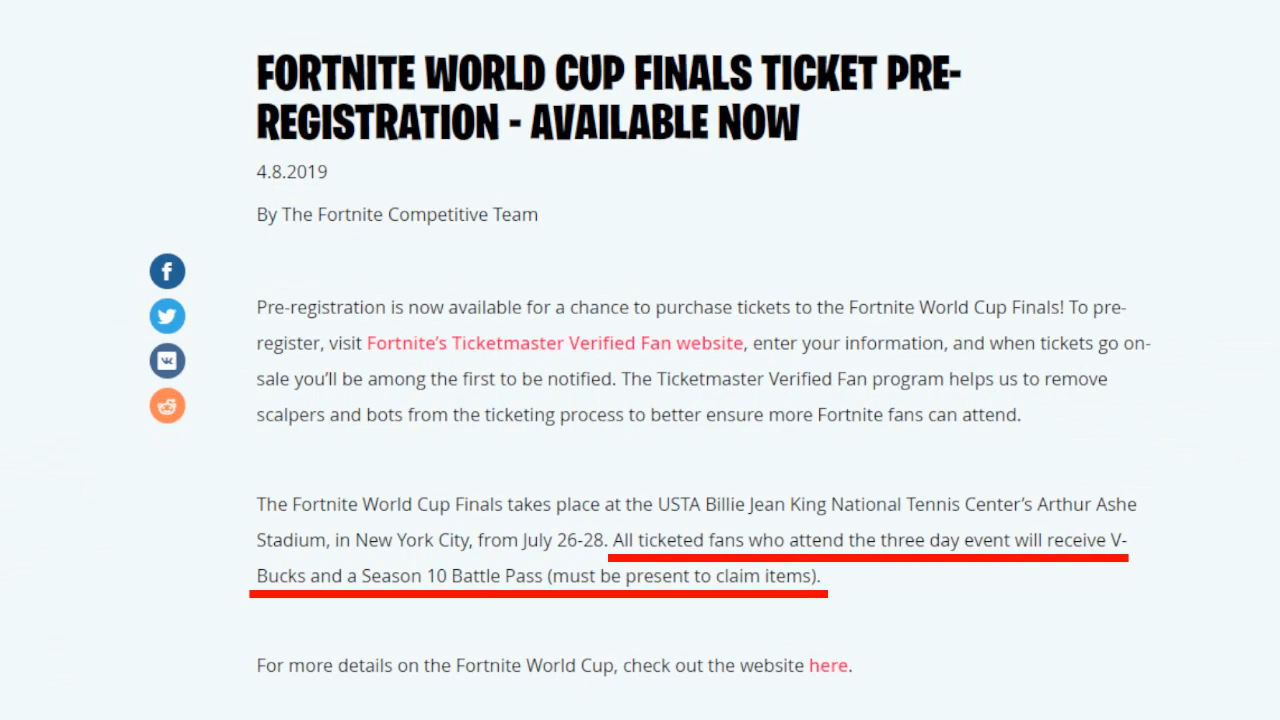 FORTNITE WORLD CUP FINALS TICKET PRE-
REGISTRATION - AVAILABLE NOW
4.8.2019
By The Fortnite Competitive Team
Pre-registration is now available for a chance to purchase tickets to the Fortnite World Cup Finals! To pre-
register, visit Fortnite's Ticketmaster Verified Fan website, enter your information, and when tickets go on-
sale you'll be among the first to be notified. The Ticketmaster Verified Fan program helps us to remove
scalpers and bots from the ticketing process to better ensure more Fortnite fans can attend.
The Fortnite World Cup Finals takes place at the USTA Billie Jean King National Tennis Center's Arthur Ashe
Stadium, in New York City, from July 26-28. All ticketed fans who attend the three day event will receive V-
Bucks and a Season 10 Battle Pass (must be present to claim items).
For more details on the Fortnite World Cup, check out the website here.